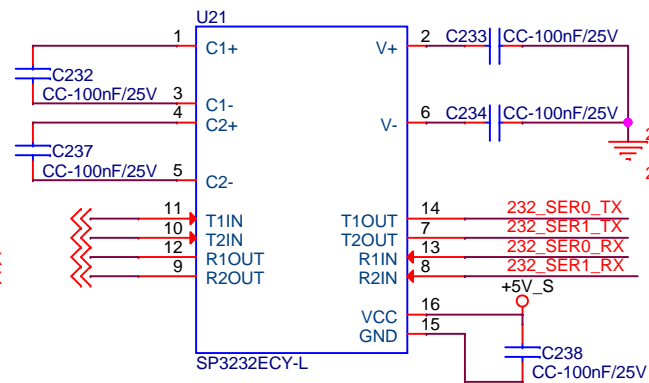 U21
1
C1+
V+
2
C233
CC-100nF/25V
C232
CC-100nF/25V
3
C1-
4
C2+
V-
6
C234
CC-100nF/25V
C237
CC-100nF/25V
5
C2-
11
T1IN
T1OUT
14
232_SER0_TX
10
T2IN
T2OUT
7
232_SER1_TX
12
R1OUT
R1IN
13
232_SER0_RX
9
R2OUT
R2IN
8
232_SER1_RX
+5V_S
VCC
16
GND
15
SP3232ECY-L
C238
CC-100nF/25V